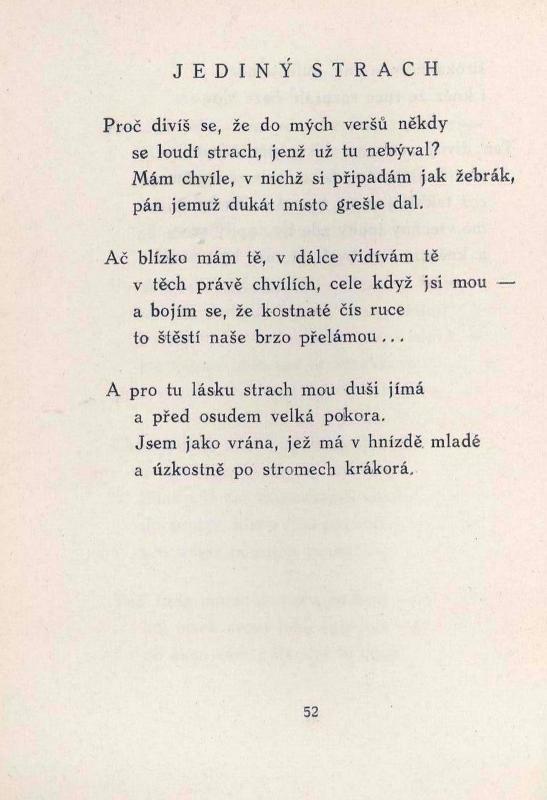 JEDINÝ STRACH
Proč divíš se, že do mých veršů někdy
se loudí strach, jenž už tu nebýval?
Mám chvíle, v nichž si připadám jak žebrák,
pán jemuž dukát místo grešle dal.
Ač blízko mám tě, v dálce vidívám tě
v těch právě chvílích, cele když jsi mou —
a bojím se, že kostnaté čís ruce
to štěstí naše brzo přelámou...
A pro tu lásku strach mou duši jímá
a před osudem velká pokora.
Jsem jako vrána, jež má v hnízdě mladé
a úzkostně po stromech krákorá.
52